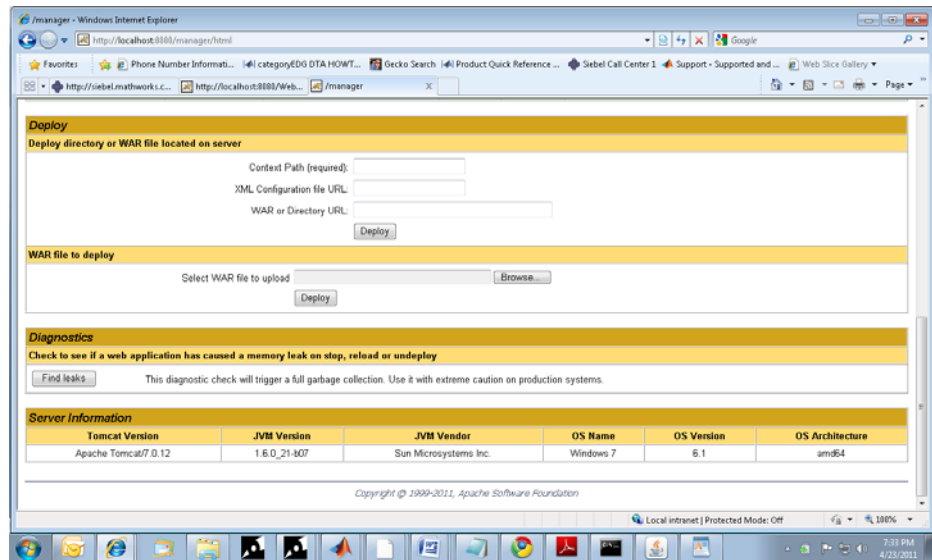 /manager - Windows Internet Explorer
http://localhost:8080/manager/html
Google
Favorites Phone Number Informati... categoryEDG DTA HOWT... Gecko Search Product Quick Reference ... Siebel Call Center 1 Support - Supported and ... Web Slice Gallery
http://siebel.mathworks.c... http://localhost:8080/Web... /manager Page
Deploy
Deploy directory or WAR file located on server
Context Path (required):
XML Configuration file URL:
WAR or Directory URL:
Deploy
WAR file to deploy
Select WAR file to upload Browse...
Deploy
Diagnostics
Check to see if a web application has caused a memory leak on stop, reload or undeploy
Find leaks This diagnostic check will trigger a full garbage collection. Use it with extreme caution on production systems.
Server Information
Tomcat Version JVM Version JVM Vendor OS Name OS Version OS Architecture
Apache Tomcat/7.0.12 1.6.0_21-b07 Sun Microsystems Inc. Windows 7 6.1 amd64
Copyright © 1999-2011, Apache Software Foundation
Local intranet | Protected Mode: Off 100%
7:33 PM
4/23/2011